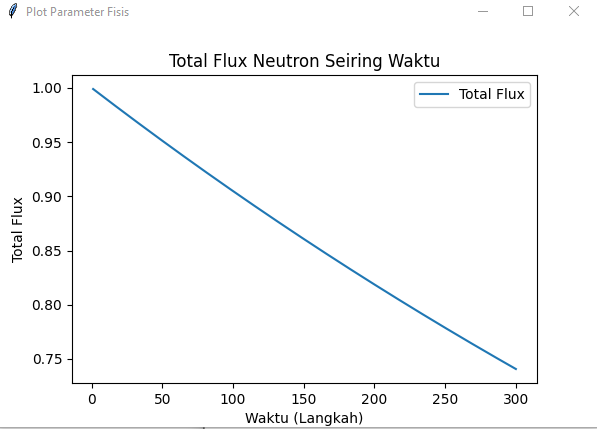 Plot Parameter Fisis
Total Flux Neutron Seiring Waktu
Total Flux
1.00
0.95
0.90
0.85
0.80
0.75
Total Flux
0 50 100 150 200 250 300
Waktu (Langkah)